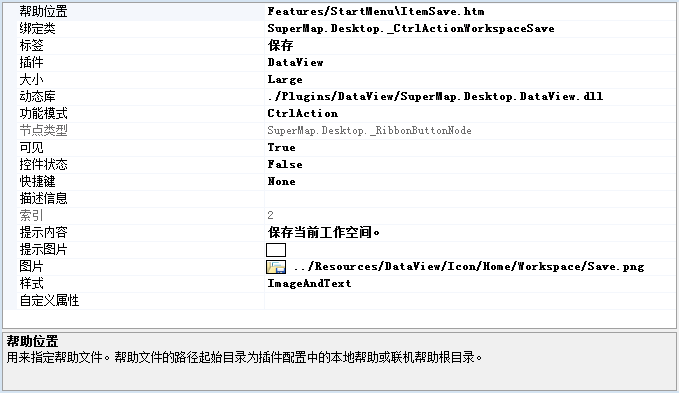 帮助位置 Features/StartMenu\ItemSave.htm
绑定类 SuperMap.Desktop._CtrlActionWorkspaceSave
标签 保存
插件 DataView
大小 Large
动态库 ./Plugins/DataView/SuperMap.Desktop.DataView.dll
功能模式 CtrlAction
节点类型 SuperMap.Desktop._RibbonButtonNode
可见 True
控件状态 False
快捷键 None
描述信息
索引 2
提示内容 保存当前工作空间。
提示图片
图片 ../Resources/DataView/Icon/Home/Workspace/Save.png
样式 ImageAndText
自定义属性
帮助位置
用来指定帮助文件。帮助文件的路径起始目录为插件配置中的本地帮助或联机帮助根目录。